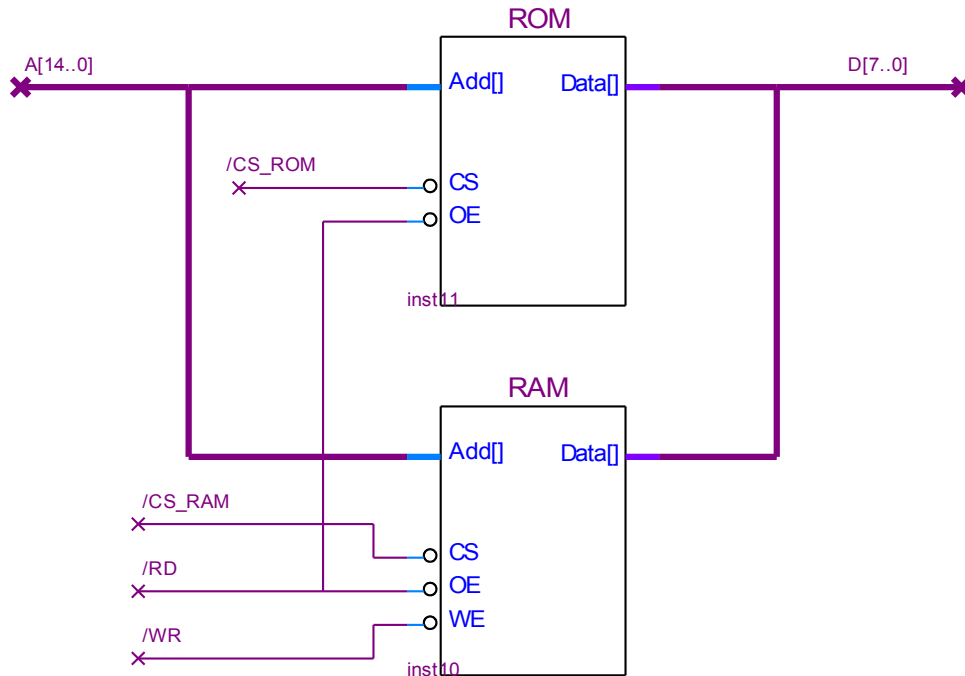 ROM
A[14..0]
D[7..0]
Add[]
Data[]
/CS_ROM
CS
OE
inst11
RAM
Add[]
Data[]
/CS_RAM
CS
/RD
OE
WE
/WR
inst10